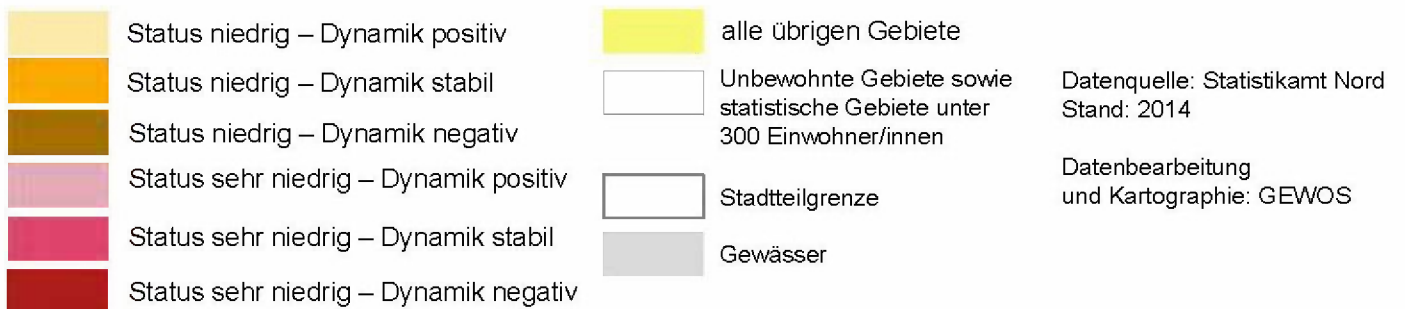 Status niedrig – Dynamik positiv
Status niedrig – Dynamik stabil
Status niedrig – Dynamik negativ
Status sehr niedrig – Dynamik positiv
Status sehr niedrig – Dynamik stabil
Status sehr niedrig – Dynamik negativ
alle übrigen Gebiete
Unbewohnte Gebiete sowie
statistische Gebiete unter
300 Einwohner/innen
Stadtteilgrenze
Gewässer
Datenquelle: Statistikamt Nord
Stand: 2014
Datenbearbeitung
und Kartographie: GEWOS